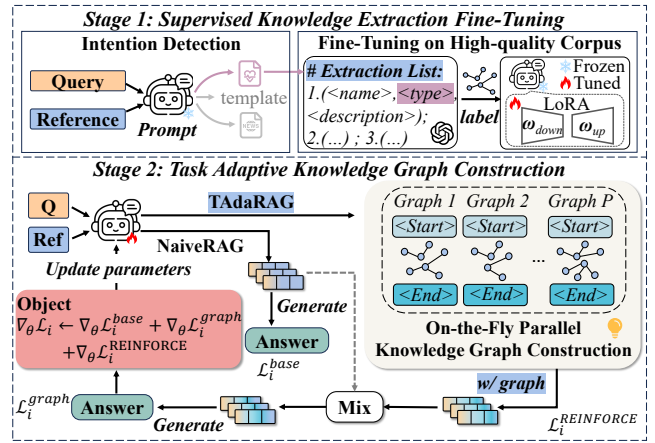 Stage 1: Supervised Knowledge Extraction Fine-Tuning
Intention Detection
Query
Reference
Prompt
template
NEWS
Fine-Tuning on High-quality Corpus
# Extraction List:
1.(<name>,<type>,
<description>);
2.(...) ; 3.(...)
label
Frozen
Tuned
LoRA
ω_down
ω_up
Stage 2: Task Adaptive Knowledge Graph Construction
Q
Ref
TAdaRAG
NaiveRAG
Update parameters
Generate
Answer
ℒ_i^{base}
Object
∇_θℒ_i ← ∇_θℒ_i^{base} + ∇_θℒ_i^{graph}
+∇_θℒ_i^{REINFORCE}
Graph 1 Graph 2 Graph P
<Start> <Start> <Start>
...
<End> <End> <End>
On-the-Fly Parallel
Knowledge Graph Construction
w/ graph
ℒ_i^{REINFORCE}
Mix
Generate
Answer
ℒ_i^{graph}